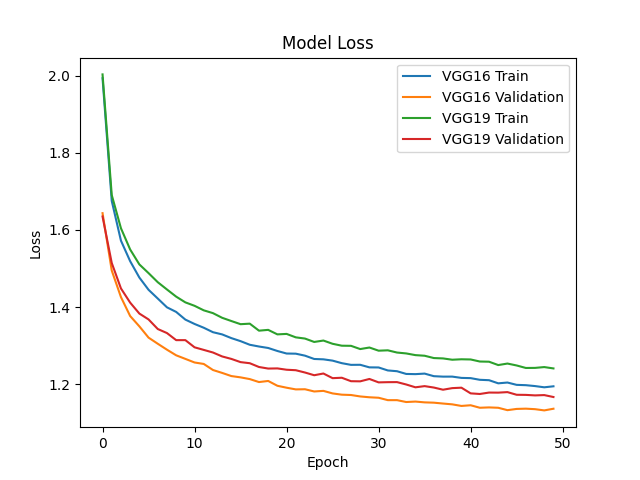 Model Loss
VGG16 Train
VGG16 Validation
VGG19 Train
VGG19 Validation
Loss
2.0
1.8
1.6
1.4
1.2
0 10 20 30 40 50
Epoch